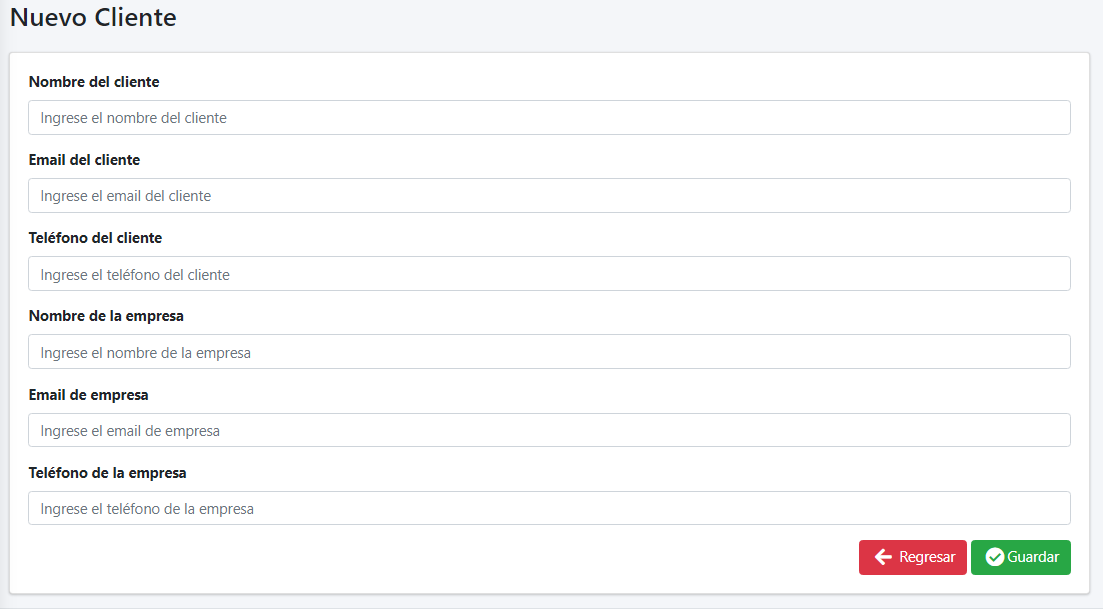 Nuevo Cliente
Nombre del cliente
Ingrese el nombre del cliente
Email del cliente
Ingrese el email del cliente
Teléfono del cliente
Ingrese el teléfono del cliente
Nombre de la empresa
Ingrese el nombre de la empresa
Email de empresa
Ingrese el email de empresa
Teléfono de la empresa
Ingrese el teléfono de la empresa
Regresar Guardar